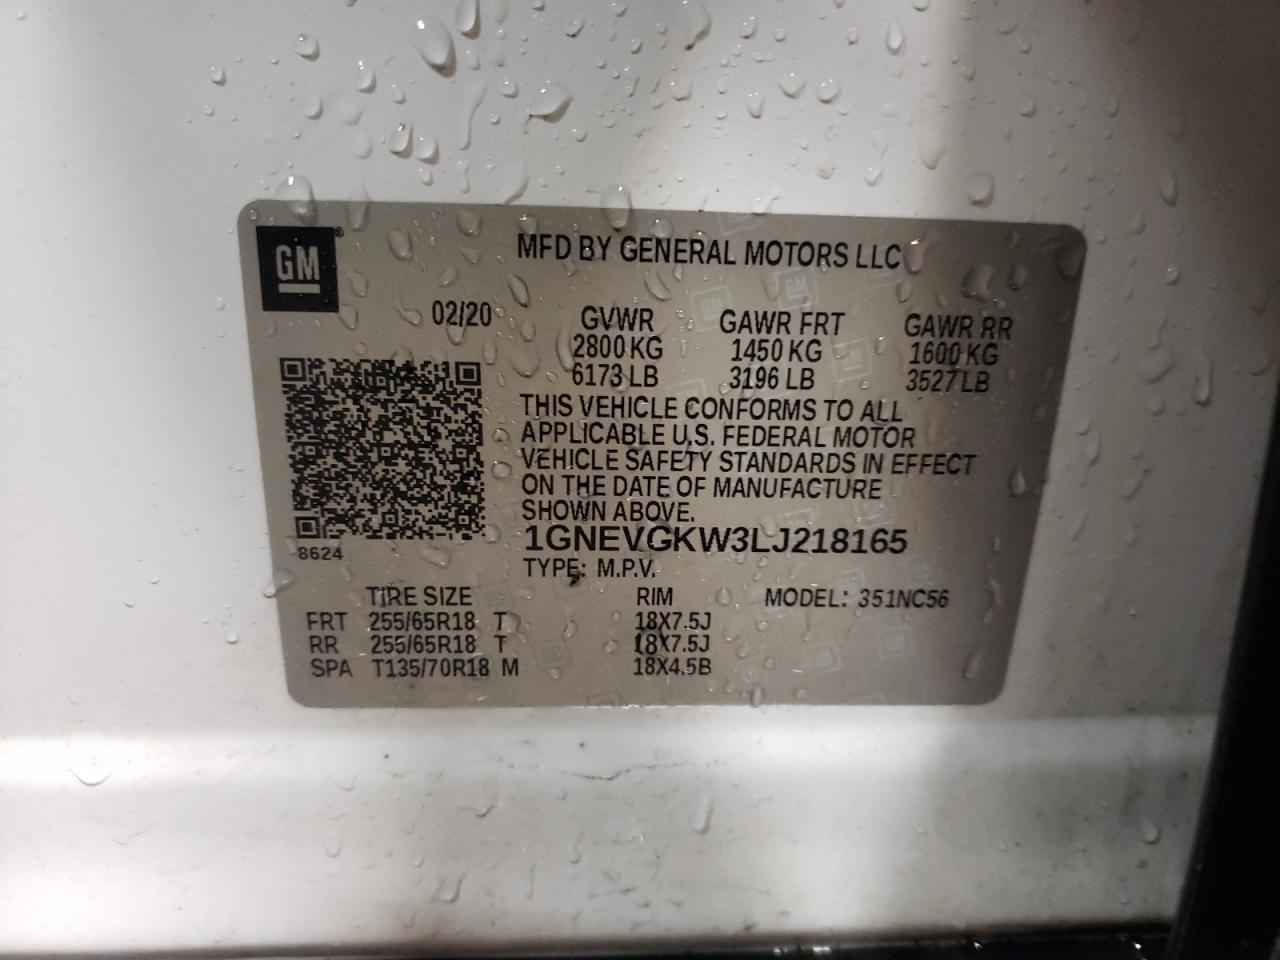 GM
MFD BY GENERAL MOTORS LLC
02/20
GVWR GAWR FRT GAWR RR
2800 KG 1450 KG 1600 KG
6173 LB 3196 LB 3527 LB
THIS VEHICLE CONFORMS TO ALL
APPLICABLE U.S. FEDERAL MOTOR
VEHICLE SAFETY STANDARDS IN EFFECT
ON THE DATE OF MANUFACTURE
SHOWN ABOVE.
1GNEVGKW3LJ218165
8624
TYPE: M.P.V.
TIRE SIZE RIM MODEL: 351NC56
FRT 255/65R18 T 18X7.5J
RR 255/65R18 T 18X7.5J
SPA T135/70R18 M 18X4.5B